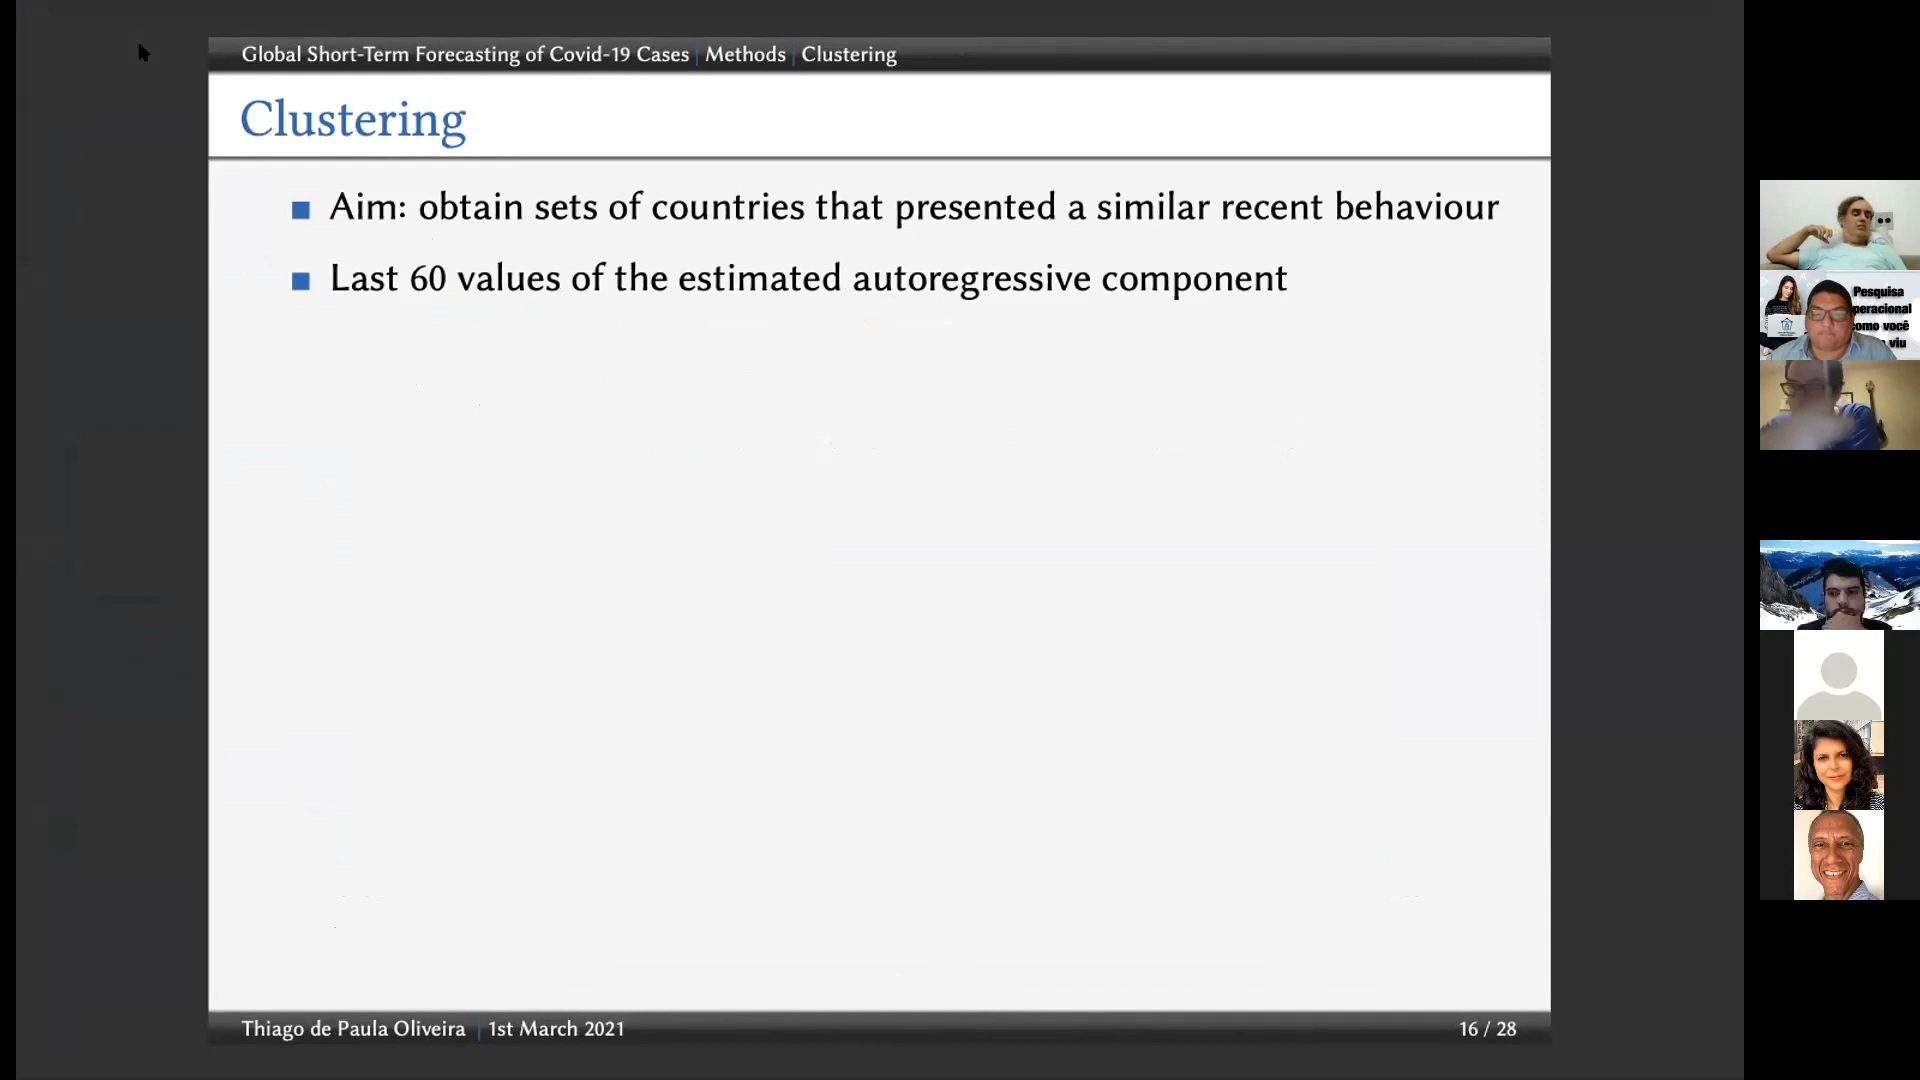 Global Short-Term Forecasting of Covid-19 Cases | Methods | Clustering
Clustering
Aim: obtain sets of countries that presented a similar recent behaviour
Last 60 values of the estimated autoregressive component
Thiago de Paula Oliveira | 1st March 2021
16 / 28
Pesquisa
peracional
omo você
viu